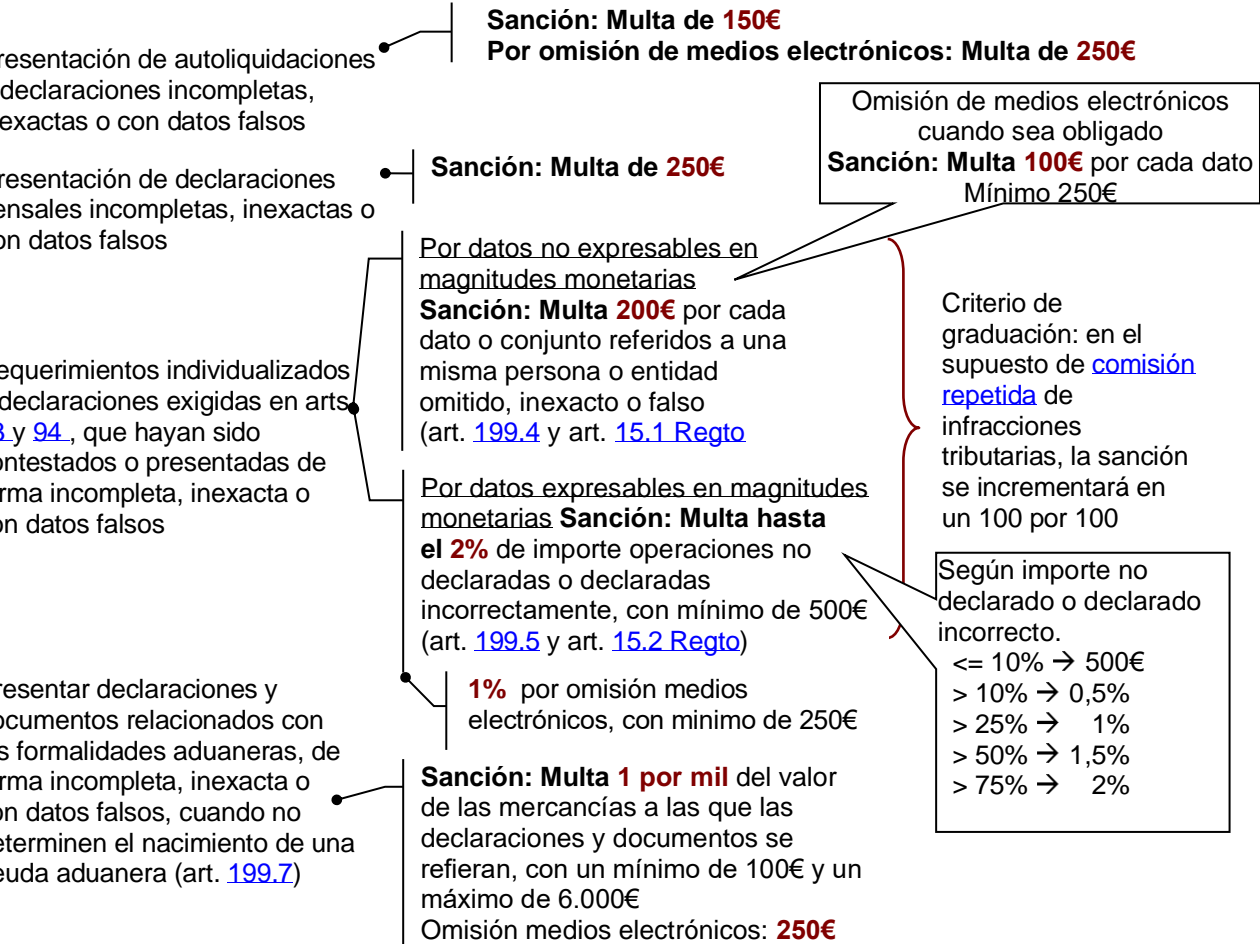 Sanción: Multa de 150€
Por omisión de medios electrónicos: Multa de 250€
resentación de autoliquidaciones
declaraciones incompletas,
exactas o con datos falsos
Omisión de medios electrónicos
cuando sea obligado
Sanción: Multa 100€ por cada dato
Mínimo 250€
resentación de declaraciones
ensales incompletas, inexactas o
on datos falsos
Sanción: Multa de 250€
equerimientos individualizados
declaraciones exigidas en arts.
3 y 94 , que hayan sido
ontestados o presentadas de
rma incompleta, inexacta o
on datos falsos
Por datos no expresables en
magnitudes monetarias
Sanción: Multa 200€ por cada
dato o conjunto referidos a una
misma persona o entidad
omitido, inexacto o falso
(art. 199.4 y art. 15.1 Regto
Por datos expresables en magnitudes
monetarias Sanción: Multa hasta
el 2% de importe operaciones no
declaradas o declaradas
incorrectamente, con mínimo de 500€
(art. 199.5 y art. 15.2 Regto)
1% por omisión medios
electrónicos, con minimo de 250€
Criterio de
graduación: en el
supuesto de comisión
repetida de
infracciones
tributarias, la sanción
se incrementará en
un 100 por 100
Según importe no
declarado o declarado
incorrecto.
<= 10% → 500€
> 10% → 0,5%
> 25% → 1%
> 50% → 1,5%
> 75% → 2%
resentar declaraciones y
ocumentos relacionados con
s formalidades aduaneras, de
rma incompleta, inexacta o
on datos falsos, cuando no
eterminen el nacimiento de una
euda aduanera (art. 199.7)
Sanción: Multa 1 por mil del valor
de las mercancías a las que las
declaraciones y documentos se
refieran, con un mínimo de 100€ y un
máximo de 6.000€
Omisión medios electrónicos: 250€